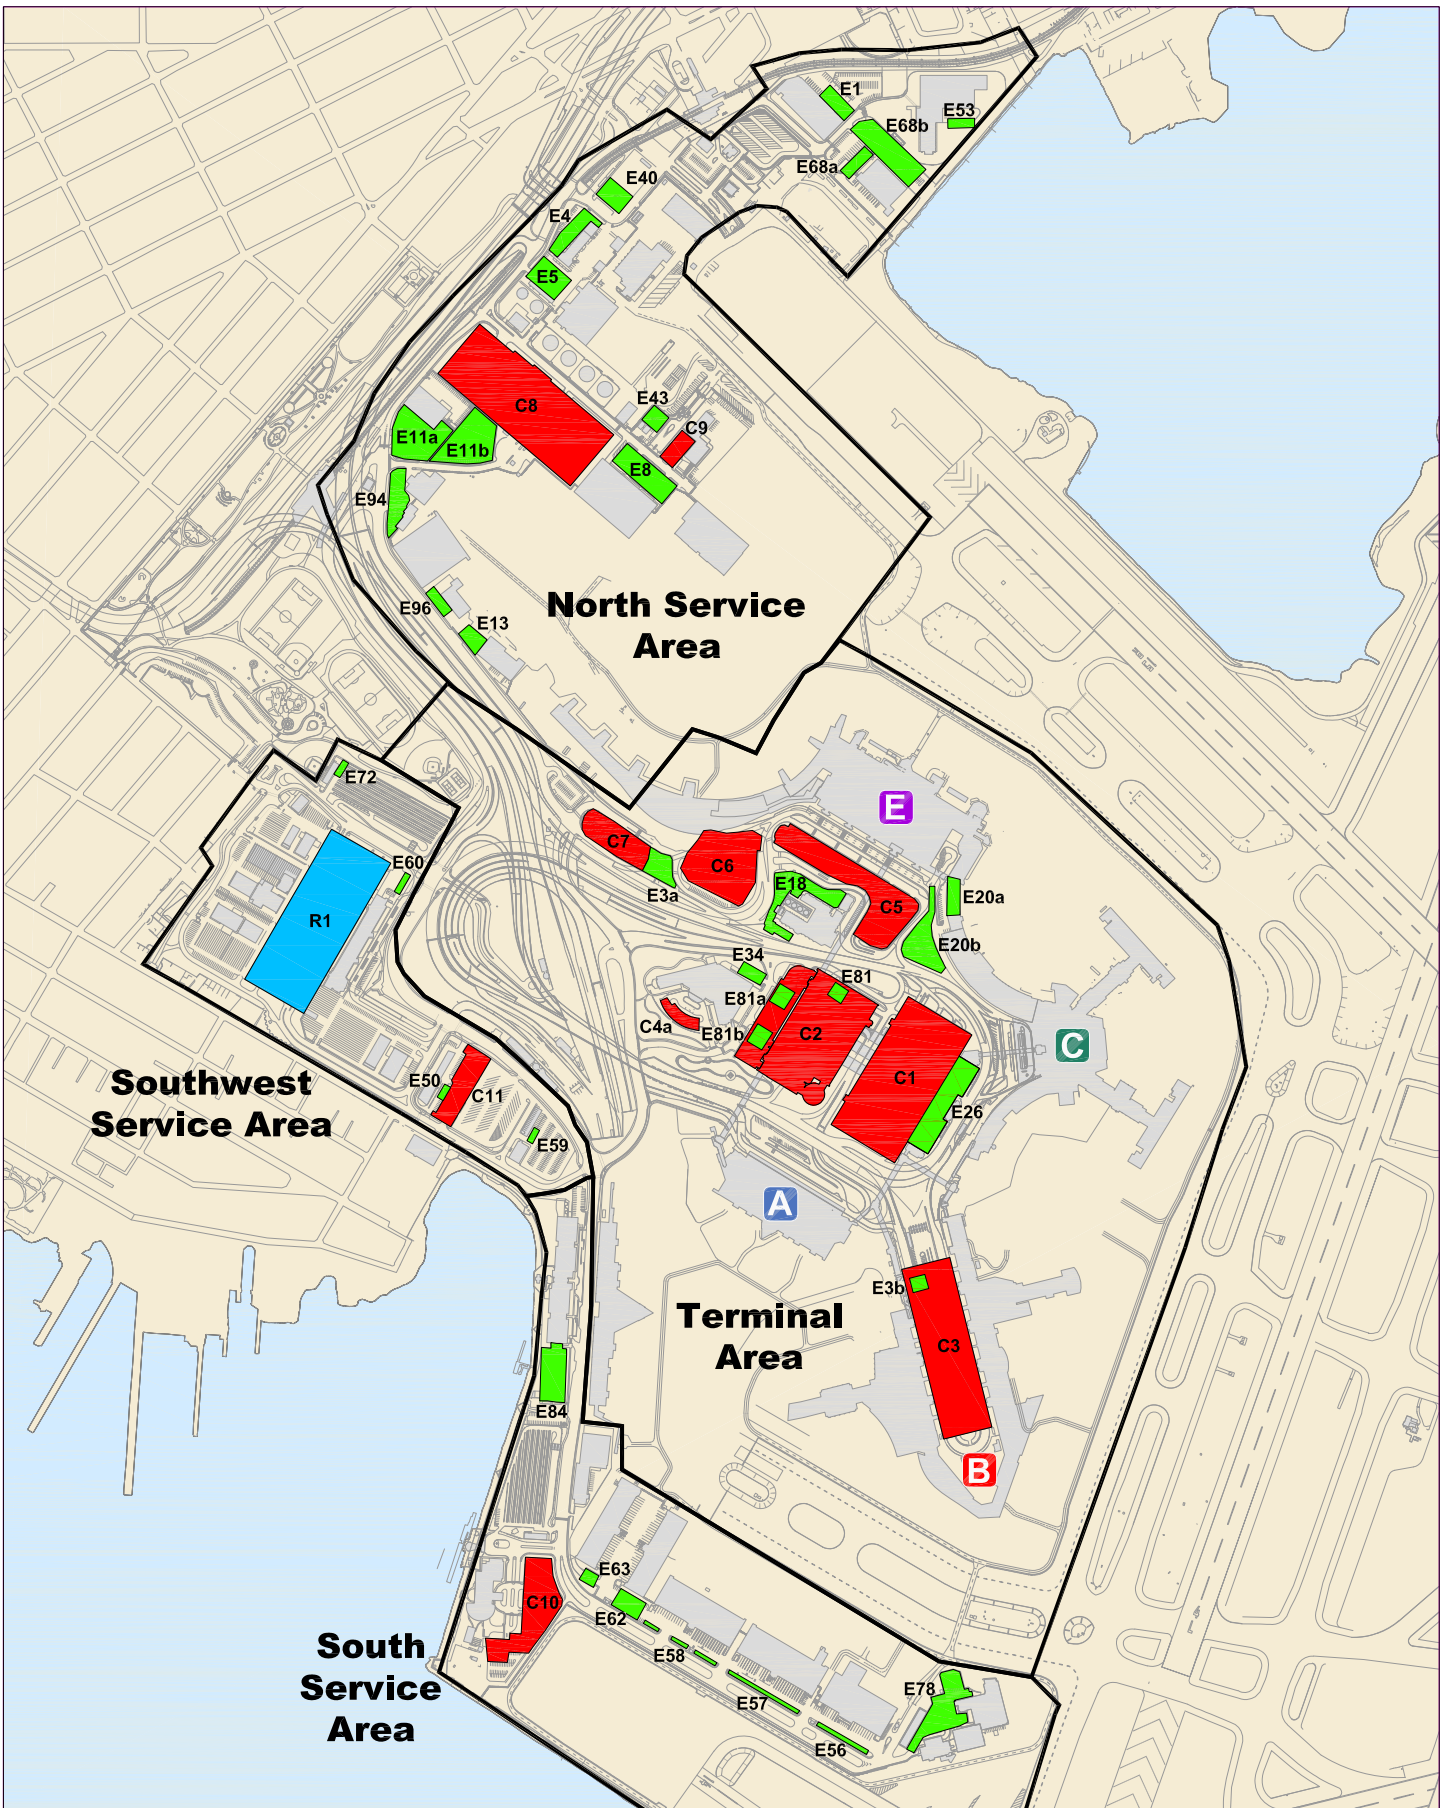 E1
E53
E68b
E68a
E40
E4
E5
C8
E43
C9
E11a
E11b
E8
E94
North Service
Area
E96
E13
E72
E
C7
C6
E60
E3a
E18
E20a
C5
R1
E20b
E34
E81
E81a
C4a
E81b
C2
C
C1
Southwest
Service Area
E50
C11
E26
E59
A
E3b
Terminal
Area
C3
E84
B
E63
C10
E62
South
Service
Area
E58
E78
E57
E56